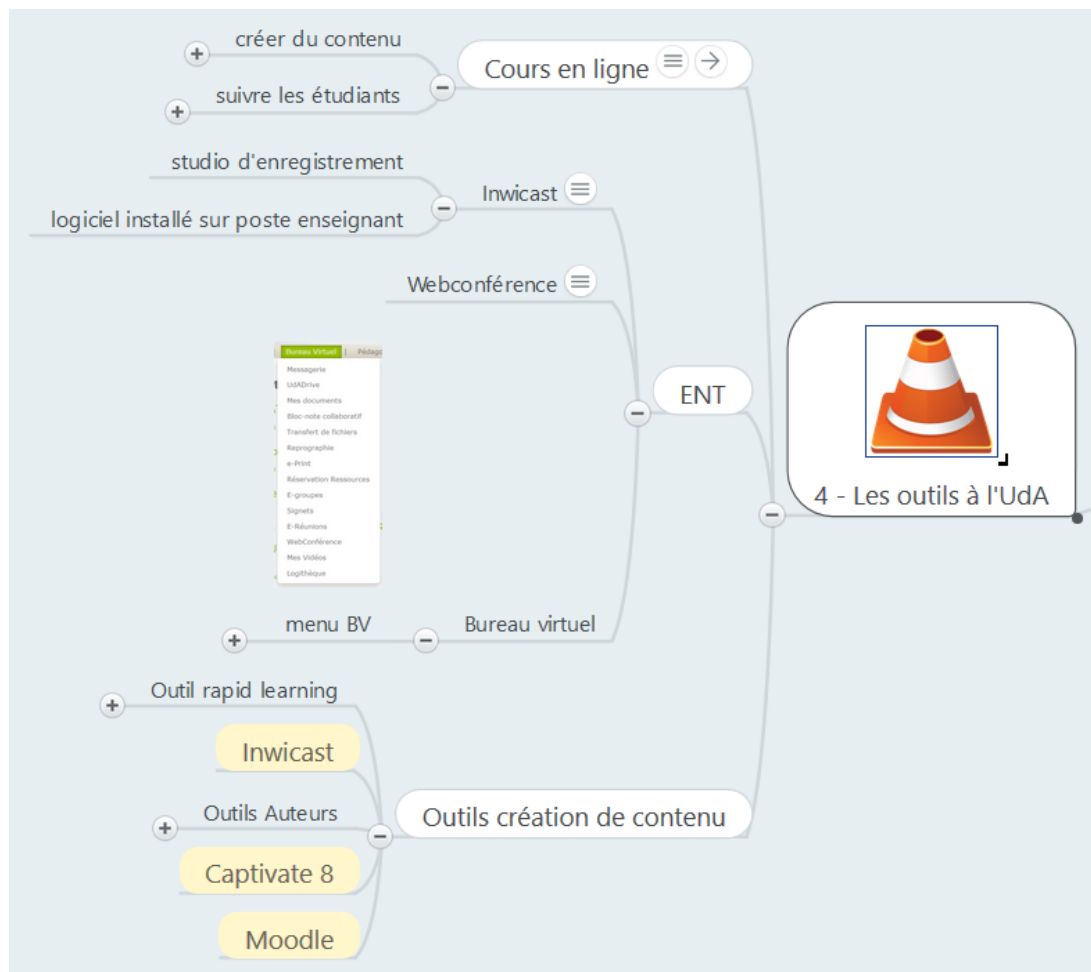 créer du contenu
suivre les étudiants
Cours en ligne
studio d'enregistrement
logiciel installé sur poste enseignant
Inwicast
Webconférence
Bureau Virtuel | Pédago
Messagerie
UdADrive
Mes documents
Bloc-note collaboratif
Transfert de fichiers
Reprographie
e-Print
Réservation Ressources
E-groupes
Signets
E-Réunions
WebConférence
Mes Vidéos
Logithèque
menu BV
Bureau virtuel
ENT
4 - Les outils à l'UdA
Outil rapid learning
Inwicast
Outils Auteurs
Captivate 8
Moodle
Outils création de contenu